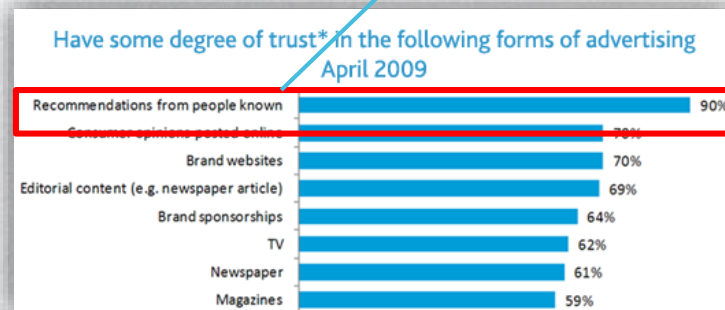 Have some degree of trust* in the following forms of advertising
April 2009
Recommendations from people known 90%
Consumer opinions posted online 70%
Brand websites 70%
Editorial content (e.g. newspaper article) 69%
Brand sponsorships 64%
TV 62%
Newspaper 61%
Magazines 59%